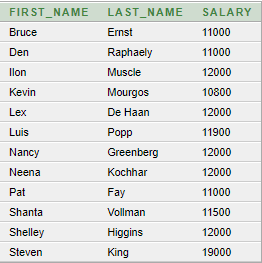 FIRST_NAME LAST_NAME SALARY
Bruce Ernst 11000
Den Raphaely 11000
Ilon Muscle 12000
Kevin Mourgos 10800
Lex De Haan 12000
Luis Popp 11900
Nancy Greenberg 12000
Neena Kochhar 12000
Pat Fay 11000
Shanta Vollman 11500
Shelley Higgins 12000
Steven King 19000